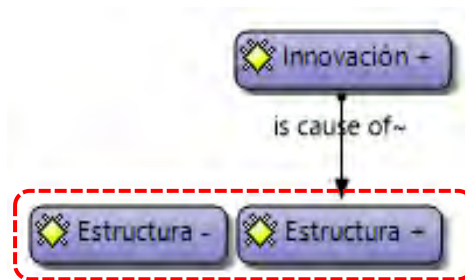 Innovación +
is cause of~
Estructura -
Estructura +